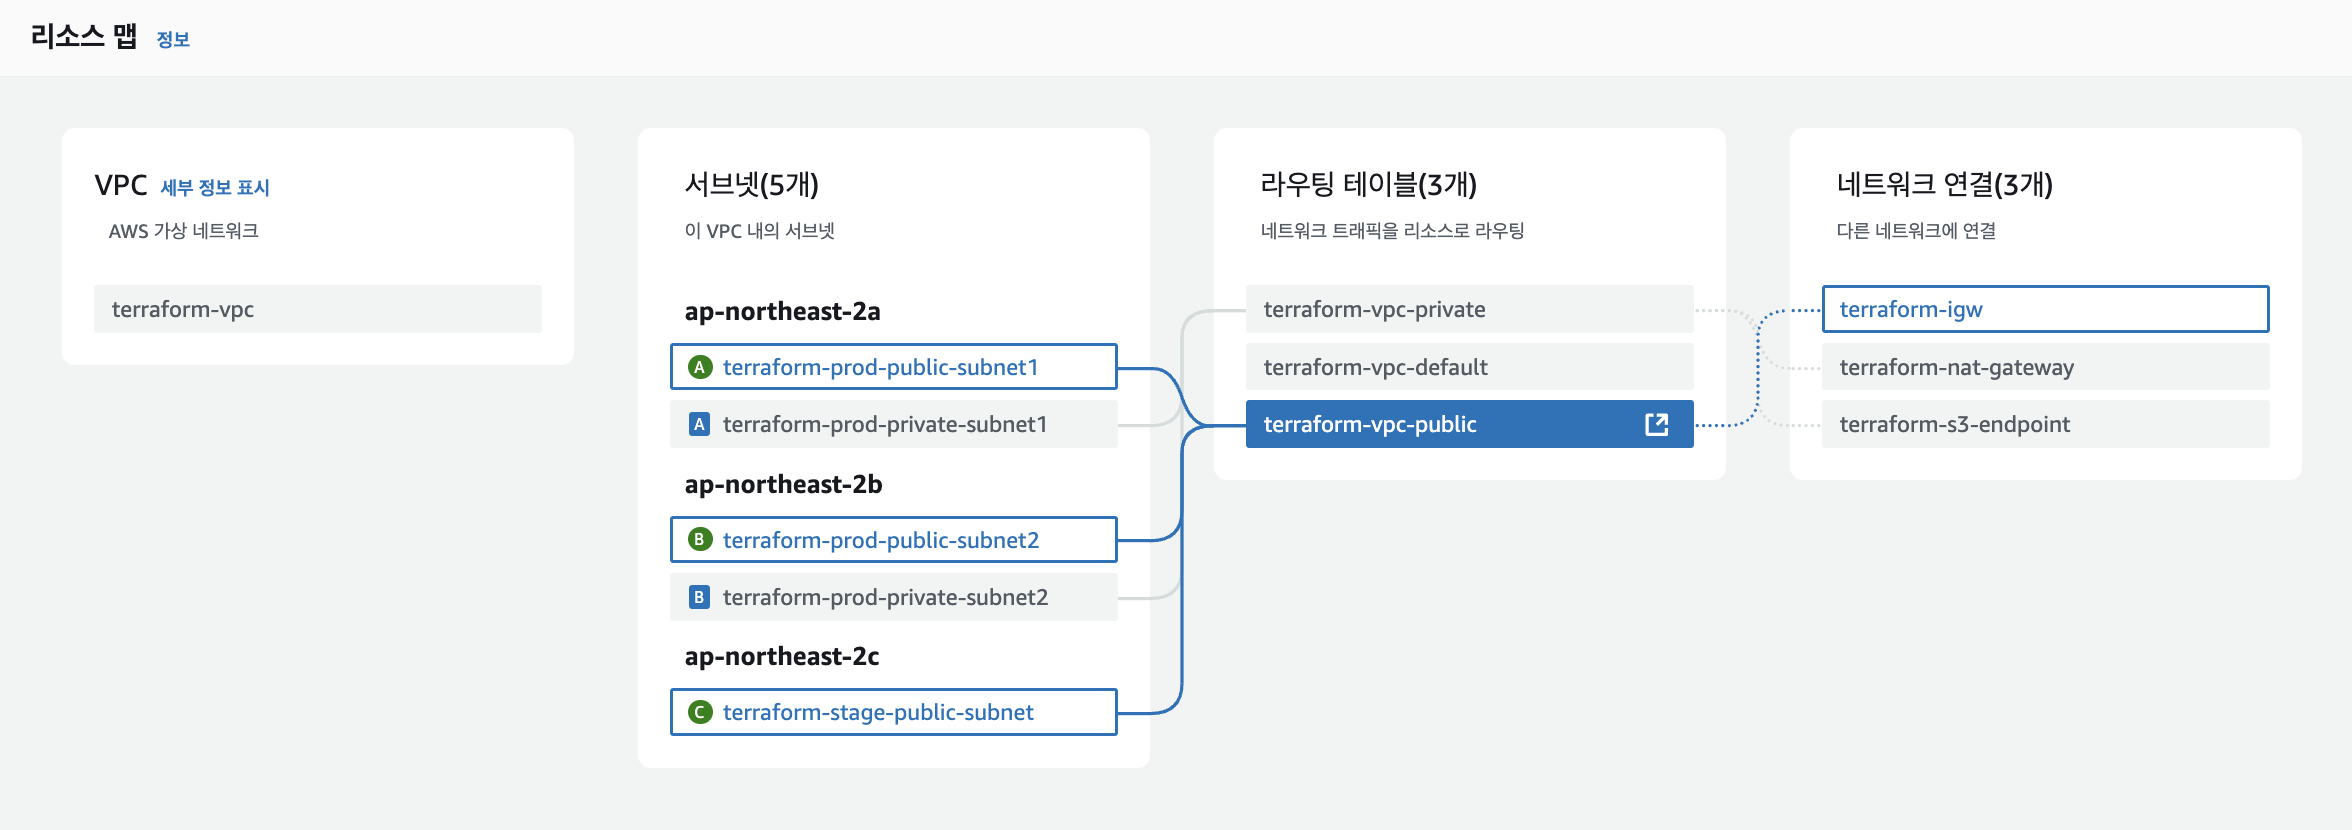 리소스 맵 정보
VPC 세부 정보 표시
AWS 가상 네트워크
terraform-vpc
서브넷(5개)
이 VPC 내의 서브넷
ap-northeast-2a
A terraform-prod-public-subnet1
A terraform-prod-private-subnet1
ap-northeast-2b
B terraform-prod-public-subnet2
B terraform-prod-private-subnet2
ap-northeast-2c
C terraform-stage-public-subnet
라우팅 테이블(3개)
네트워크 트래픽을 리소스로 라우팅
terraform-vpc-private
terraform-vpc-default
terraform-vpc-public
네트워크 연결(3개)
다른 네트워크에 연결
terraform-igw
terraform-nat-gateway
terraform-s3-endpoint